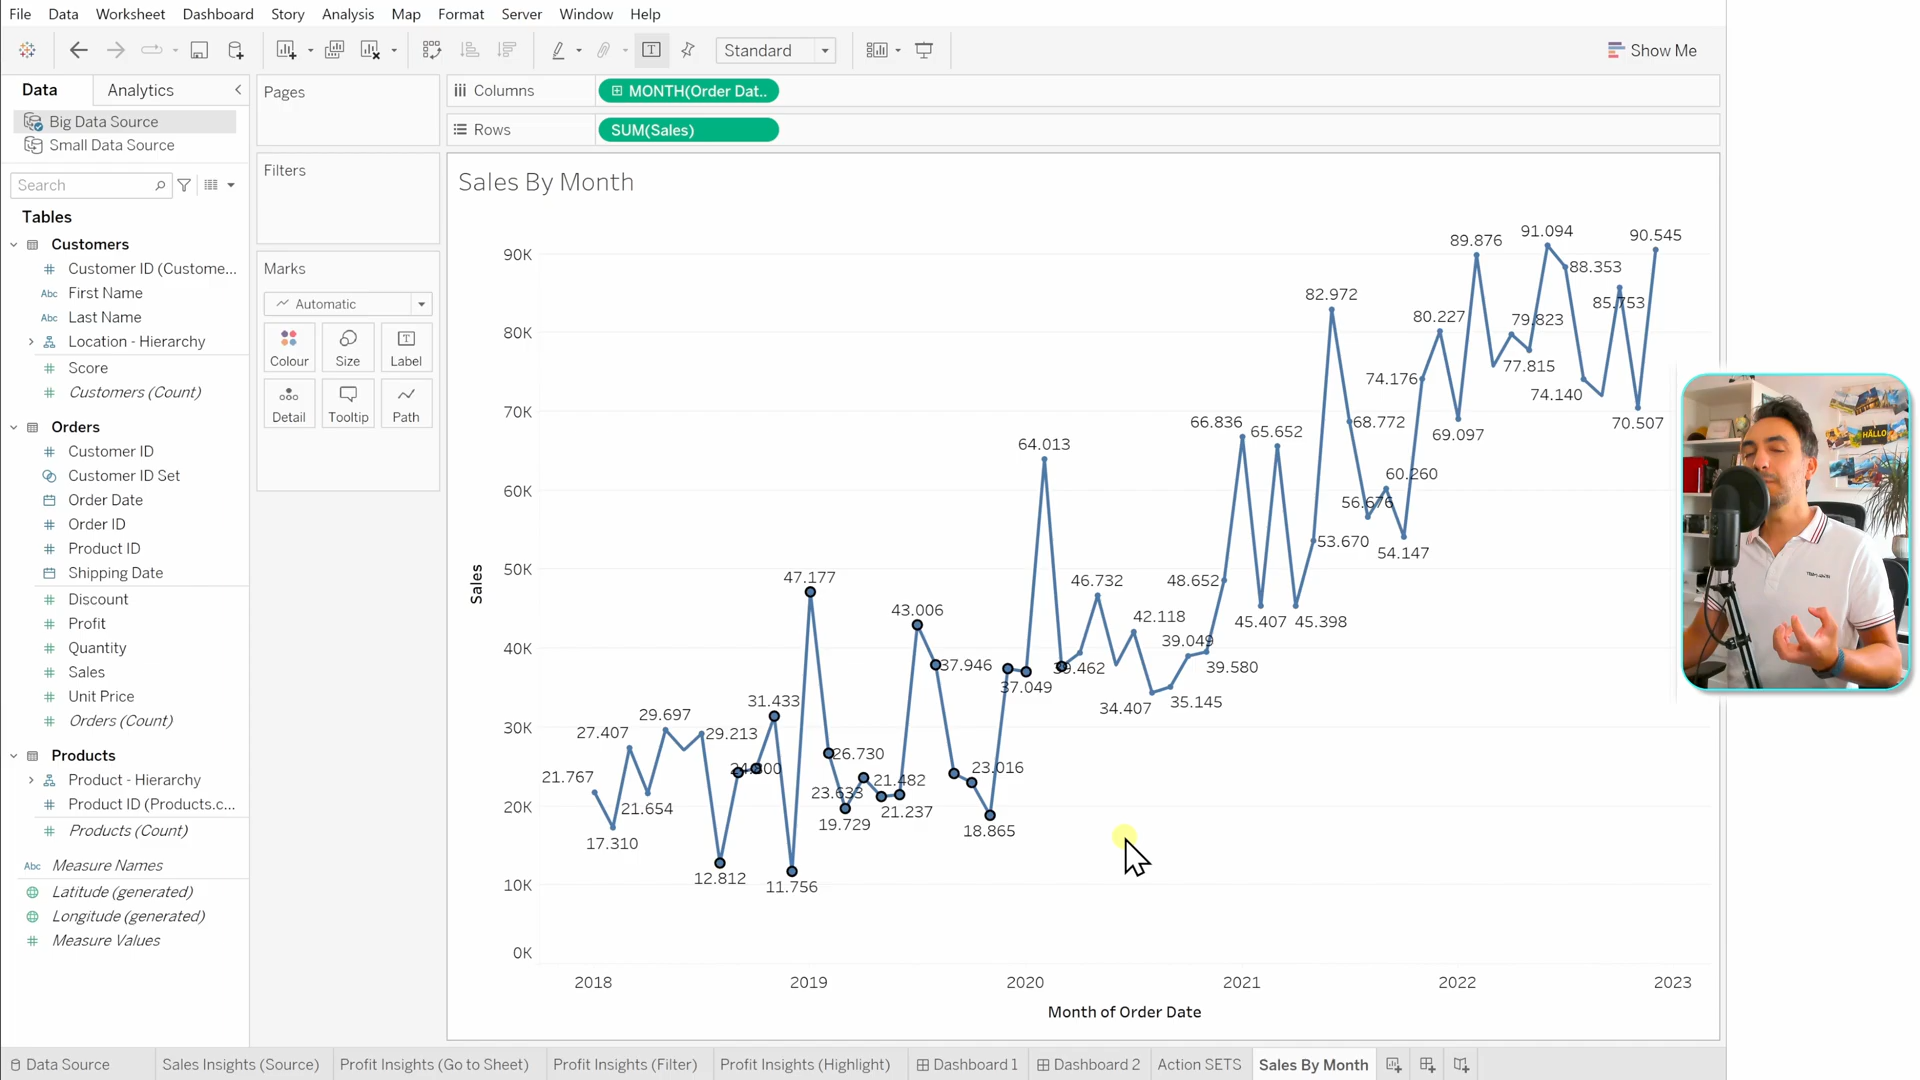 File Data Worksheet Dashboard Story Analysis Map Format Server Window Help
Standard
Show Me
Data Analytics
Big Data Source
Small Data Source
Search
Tables
Customers
Customer ID (Custome...
Abc First Name
Abc Last Name
Location - Hierarchy
Score
Customers (Count)
Orders
Customer ID
Customer ID Set
Order Date
Order ID
Product ID
Shipping Date
Discount
Profit
Quantity
Sales
Unit Price
Orders (Count)
Products
Product - Hierarchy
Product ID (Products.c...
Products (Count)
Abc Measure Names
Latitude (generated)
Longitude (generated)
Measure Values
Pages
Filters
Marks
Automatic
Colour Size Label
Detail Tooltip Path
Columns MONTH(Order Dat..
Rows SUM(Sales)
Sales By Month
91.094
90.545
89.876
90K
88.353
82.972
85.753
80.227 79.823
80K
77.815
74.176
74.140
70K
66.836 65.652
68.772
70.507
69.097
64.013
60.260
60K
56.676
53.670
54.147
50K
47.177
46.732
48.652
43.006
42.118
45.407 45.398
40K
39.049
37.946
39.462
39.580
37.049
34.407 35.145
31.433
29.697
30K
27.407
29.213
26.730
24.800
23.016
21.767
23.633 21.482
20K
21.654
21.237
19.729
18.865
17.310
12.812
11.756
10K
0K
Sales
2018 2019 2020 2021 2022 2023
Month of Order Date
HALLO
Data Source Sales Insights (Source) Profit Insights (Go to Sheet) Profit Insights (Filter) Profit Insights (Highlight) Dashboard 1 Dashboard 2 Action SETS Sales By Month